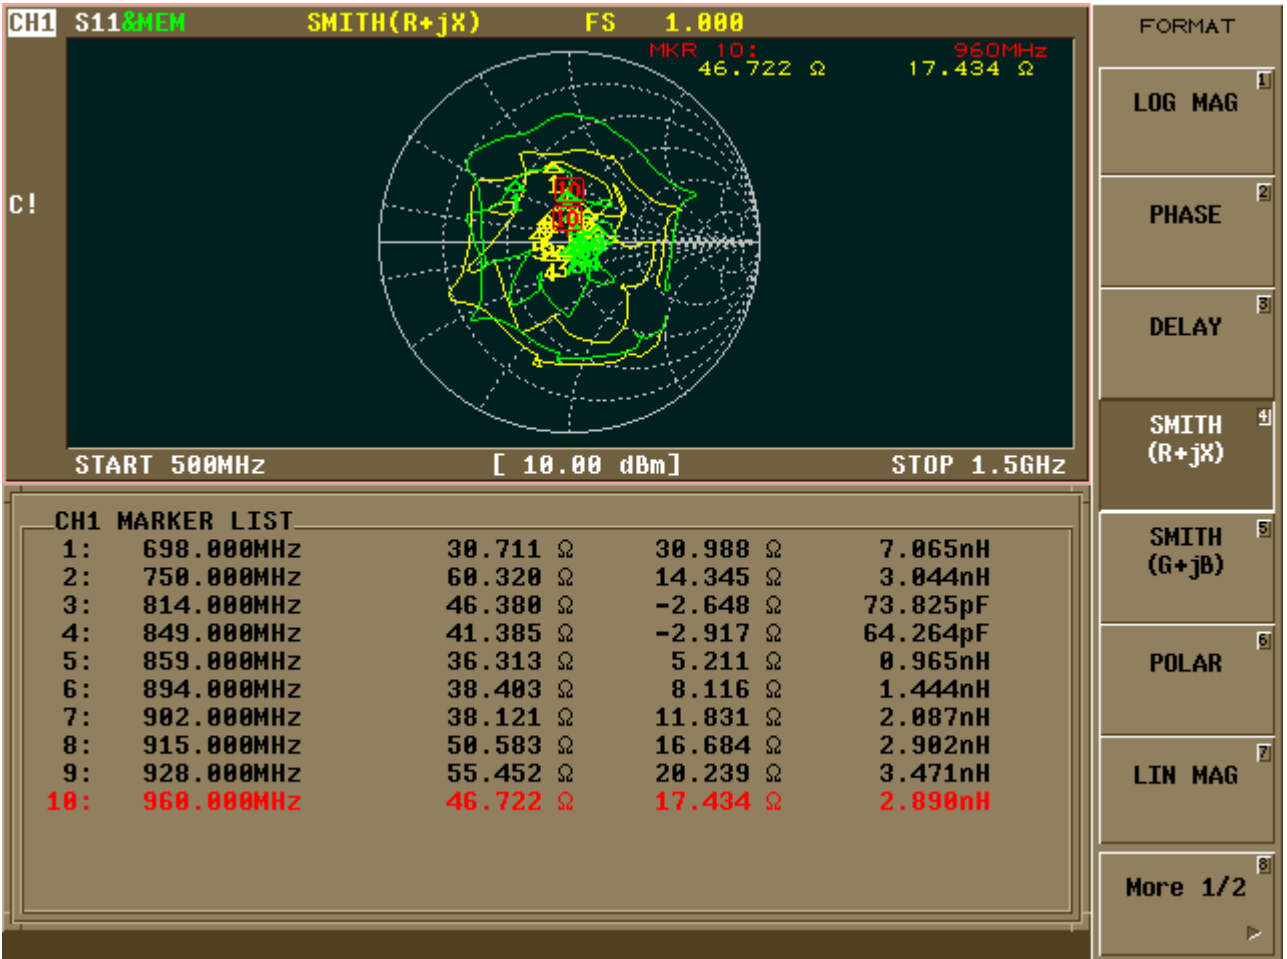 CH1 S11&MEM SMITH(R+jX) FS 1.000
MKR 10: 960MHz
46.722 Ω 17.434 Ω
1
10
1
10
43
C!
START 500MHz [ 10.00 dBm] STOP 1.5GHz
CH1 MARKER LIST
1: 698.000MHz 30.711 Ω 30.988 Ω 7.065nH
2: 750.000MHz 60.320 Ω 14.345 Ω 3.044nH
3: 814.000MHz 46.380 Ω -2.648 Ω 73.825pF
4: 849.000MHz 41.385 Ω -2.917 Ω 64.264pF
5: 859.000MHz 36.313 Ω 5.211 Ω 0.965nH
6: 894.000MHz 38.403 Ω 8.116 Ω 1.444nH
7: 902.000MHz 38.121 Ω 11.831 Ω 2.087nH
8: 915.000MHz 50.583 Ω 16.684 Ω 2.902nH
9: 928.000MHz 55.452 Ω 20.239 Ω 3.471nH
10: 960.000MHz 46.722 Ω 17.434 Ω 2.890nH
FORMAT
1
LOG MAG
2
PHASE
3
DELAY
4
SMITH
(R+jX)
5
SMITH
(G+jB)
6
POLAR
7
LIN MAG
8
More 1/2